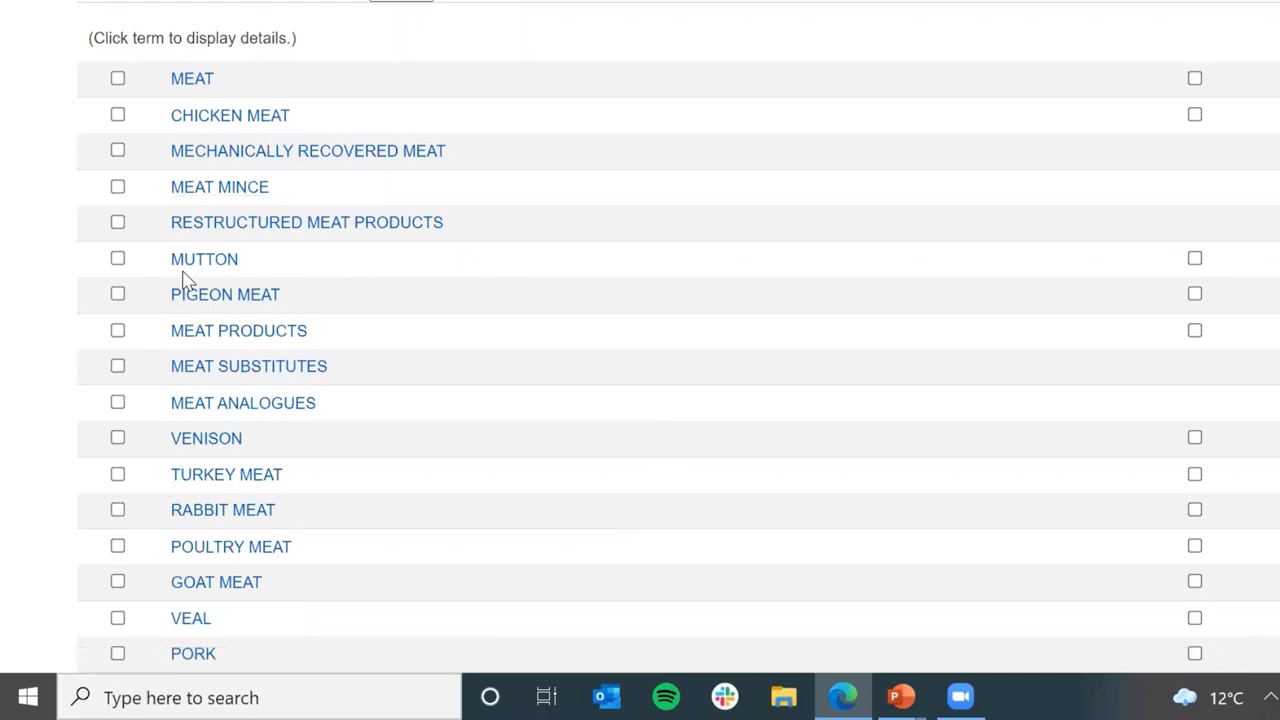 (Click term to display details.)
MEAT
CHICKEN MEAT
MECHANICALLY RECOVERED MEAT
MEAT MINCE
RESTRUCTURED MEAT PRODUCTS
MUTTON
PIGEON MEAT
MEAT PRODUCTS
MEAT SUBSTITUTES
MEAT ANALOGUES
VENISON
TURKEY MEAT
RABBIT MEAT
POULTRY MEAT
GOAT MEAT
VEAL
PORK
Type here to search
12°C